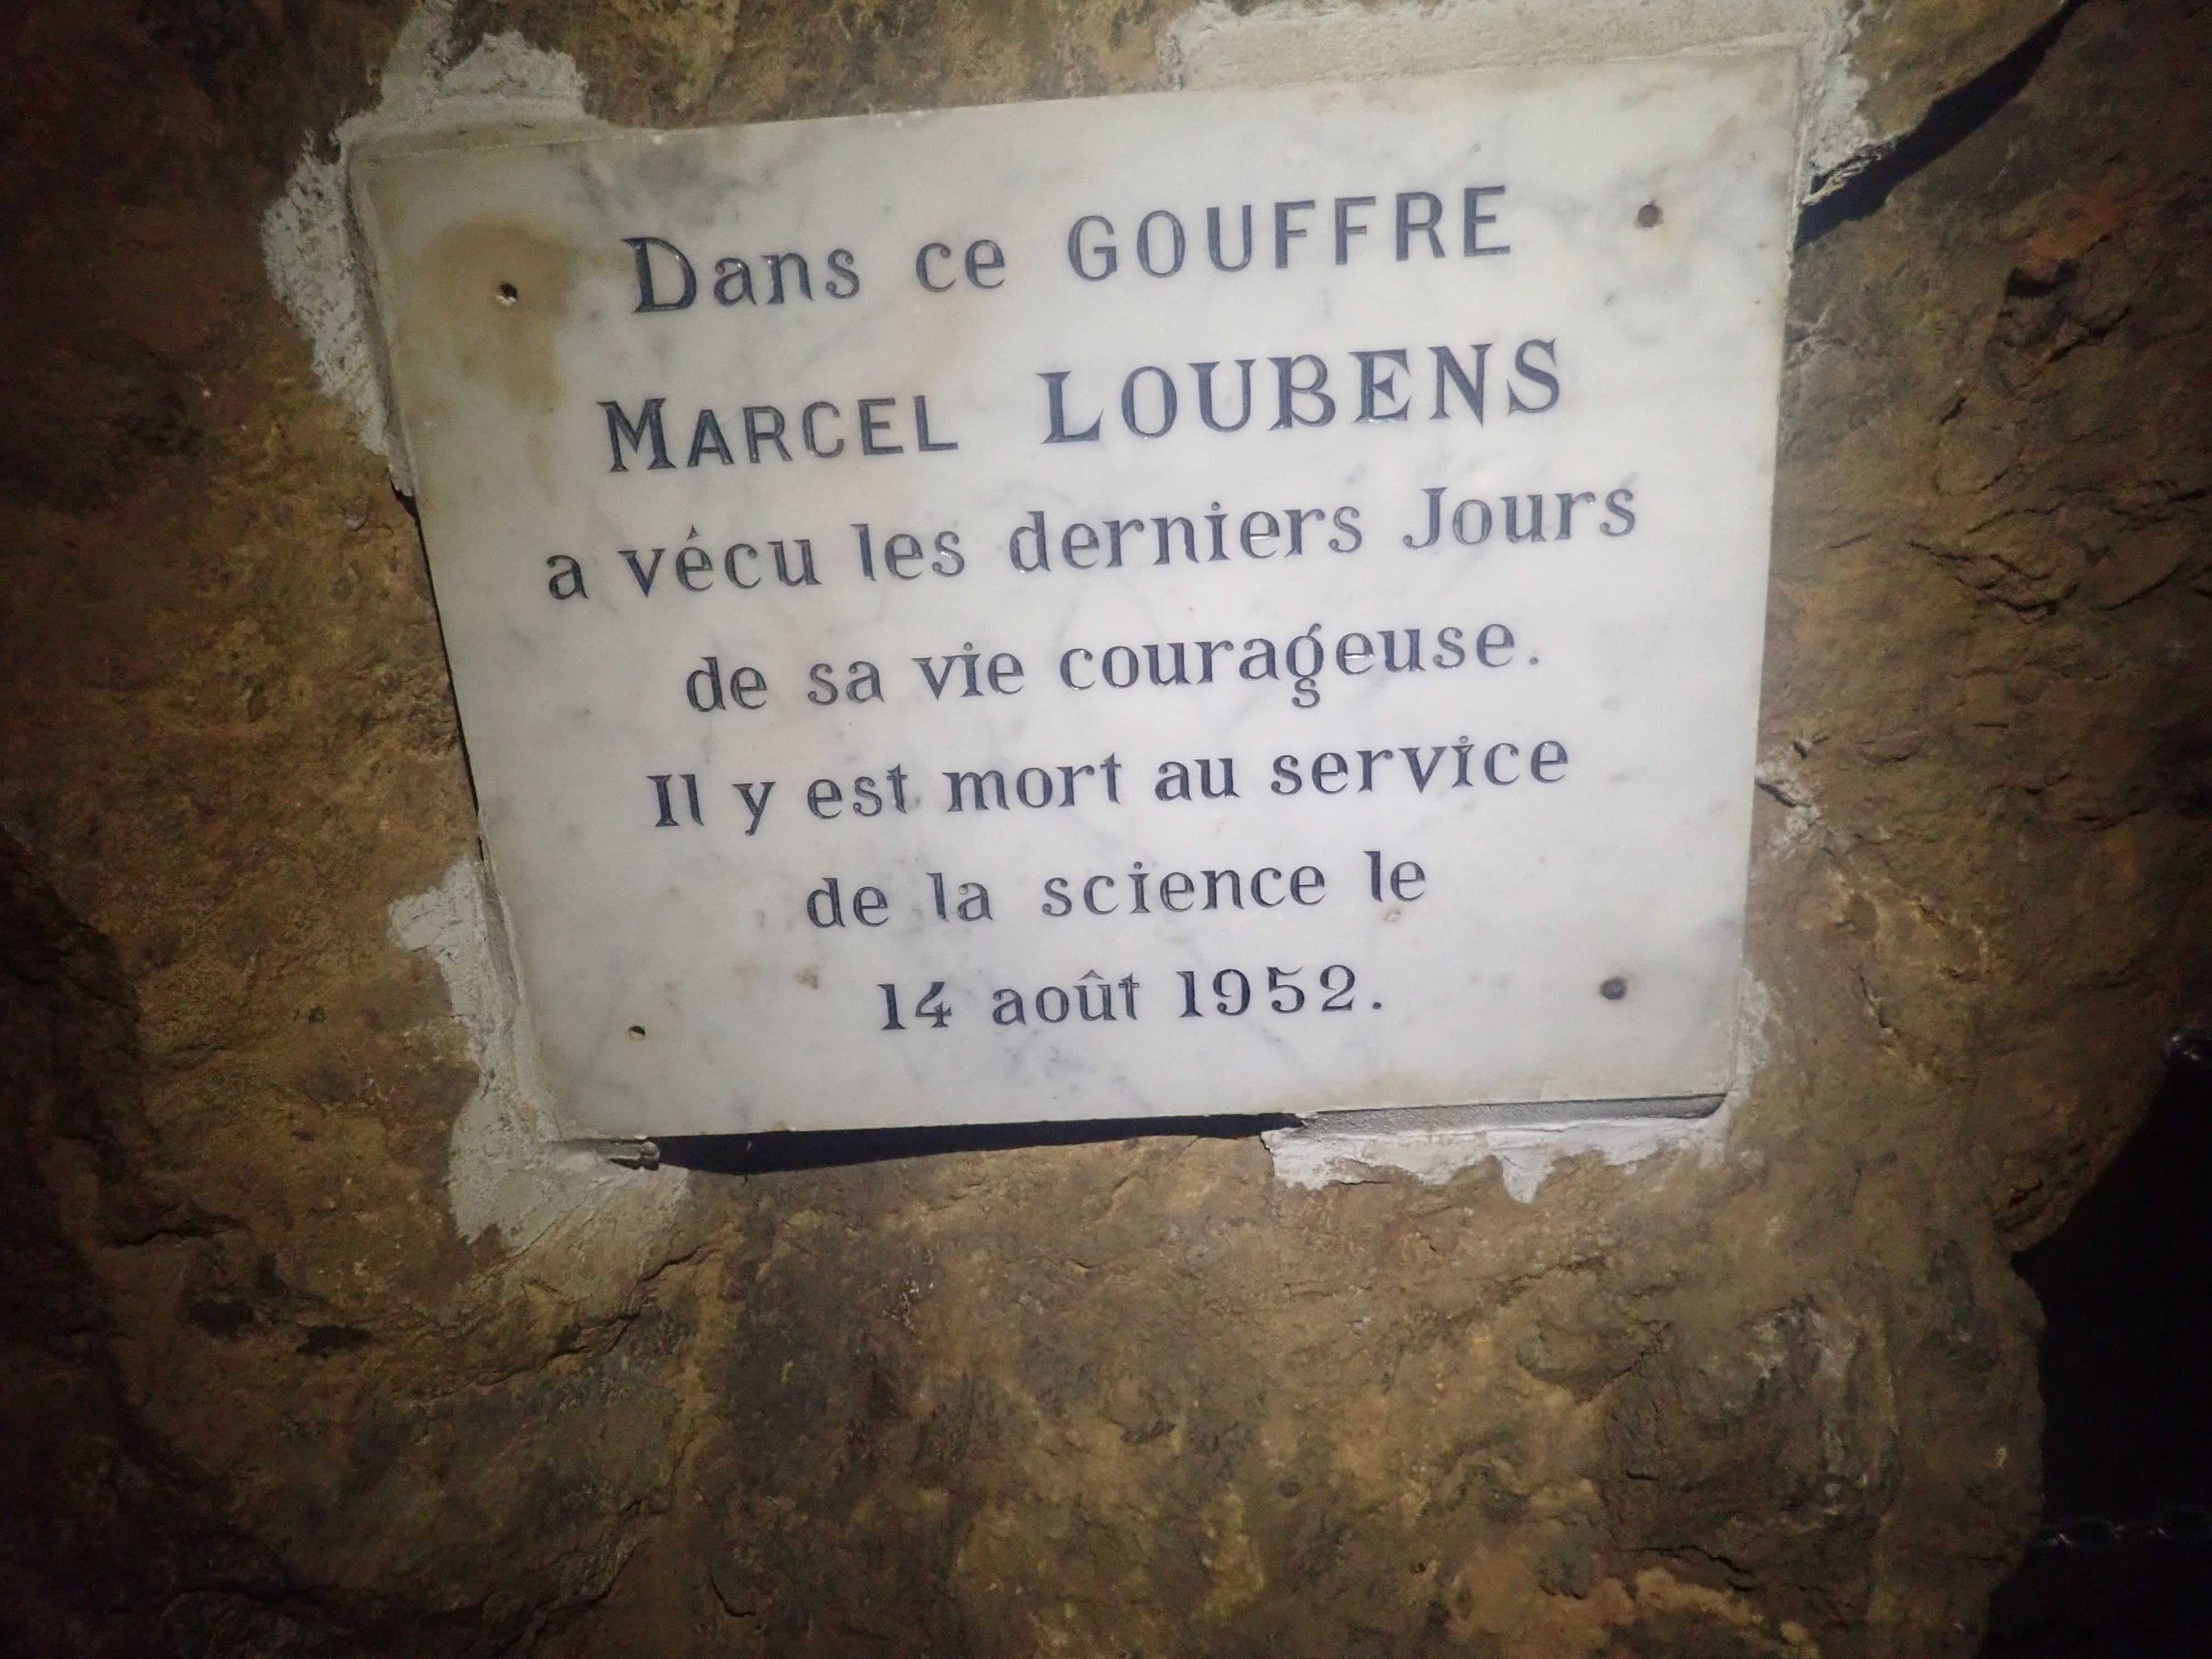 Dans ce GOUFFRE
MARCEL LOUBENS
a vécu les derniers Jours
de sa vie courageuse.
Il y est mort au service
de la science le
14 août 1952.